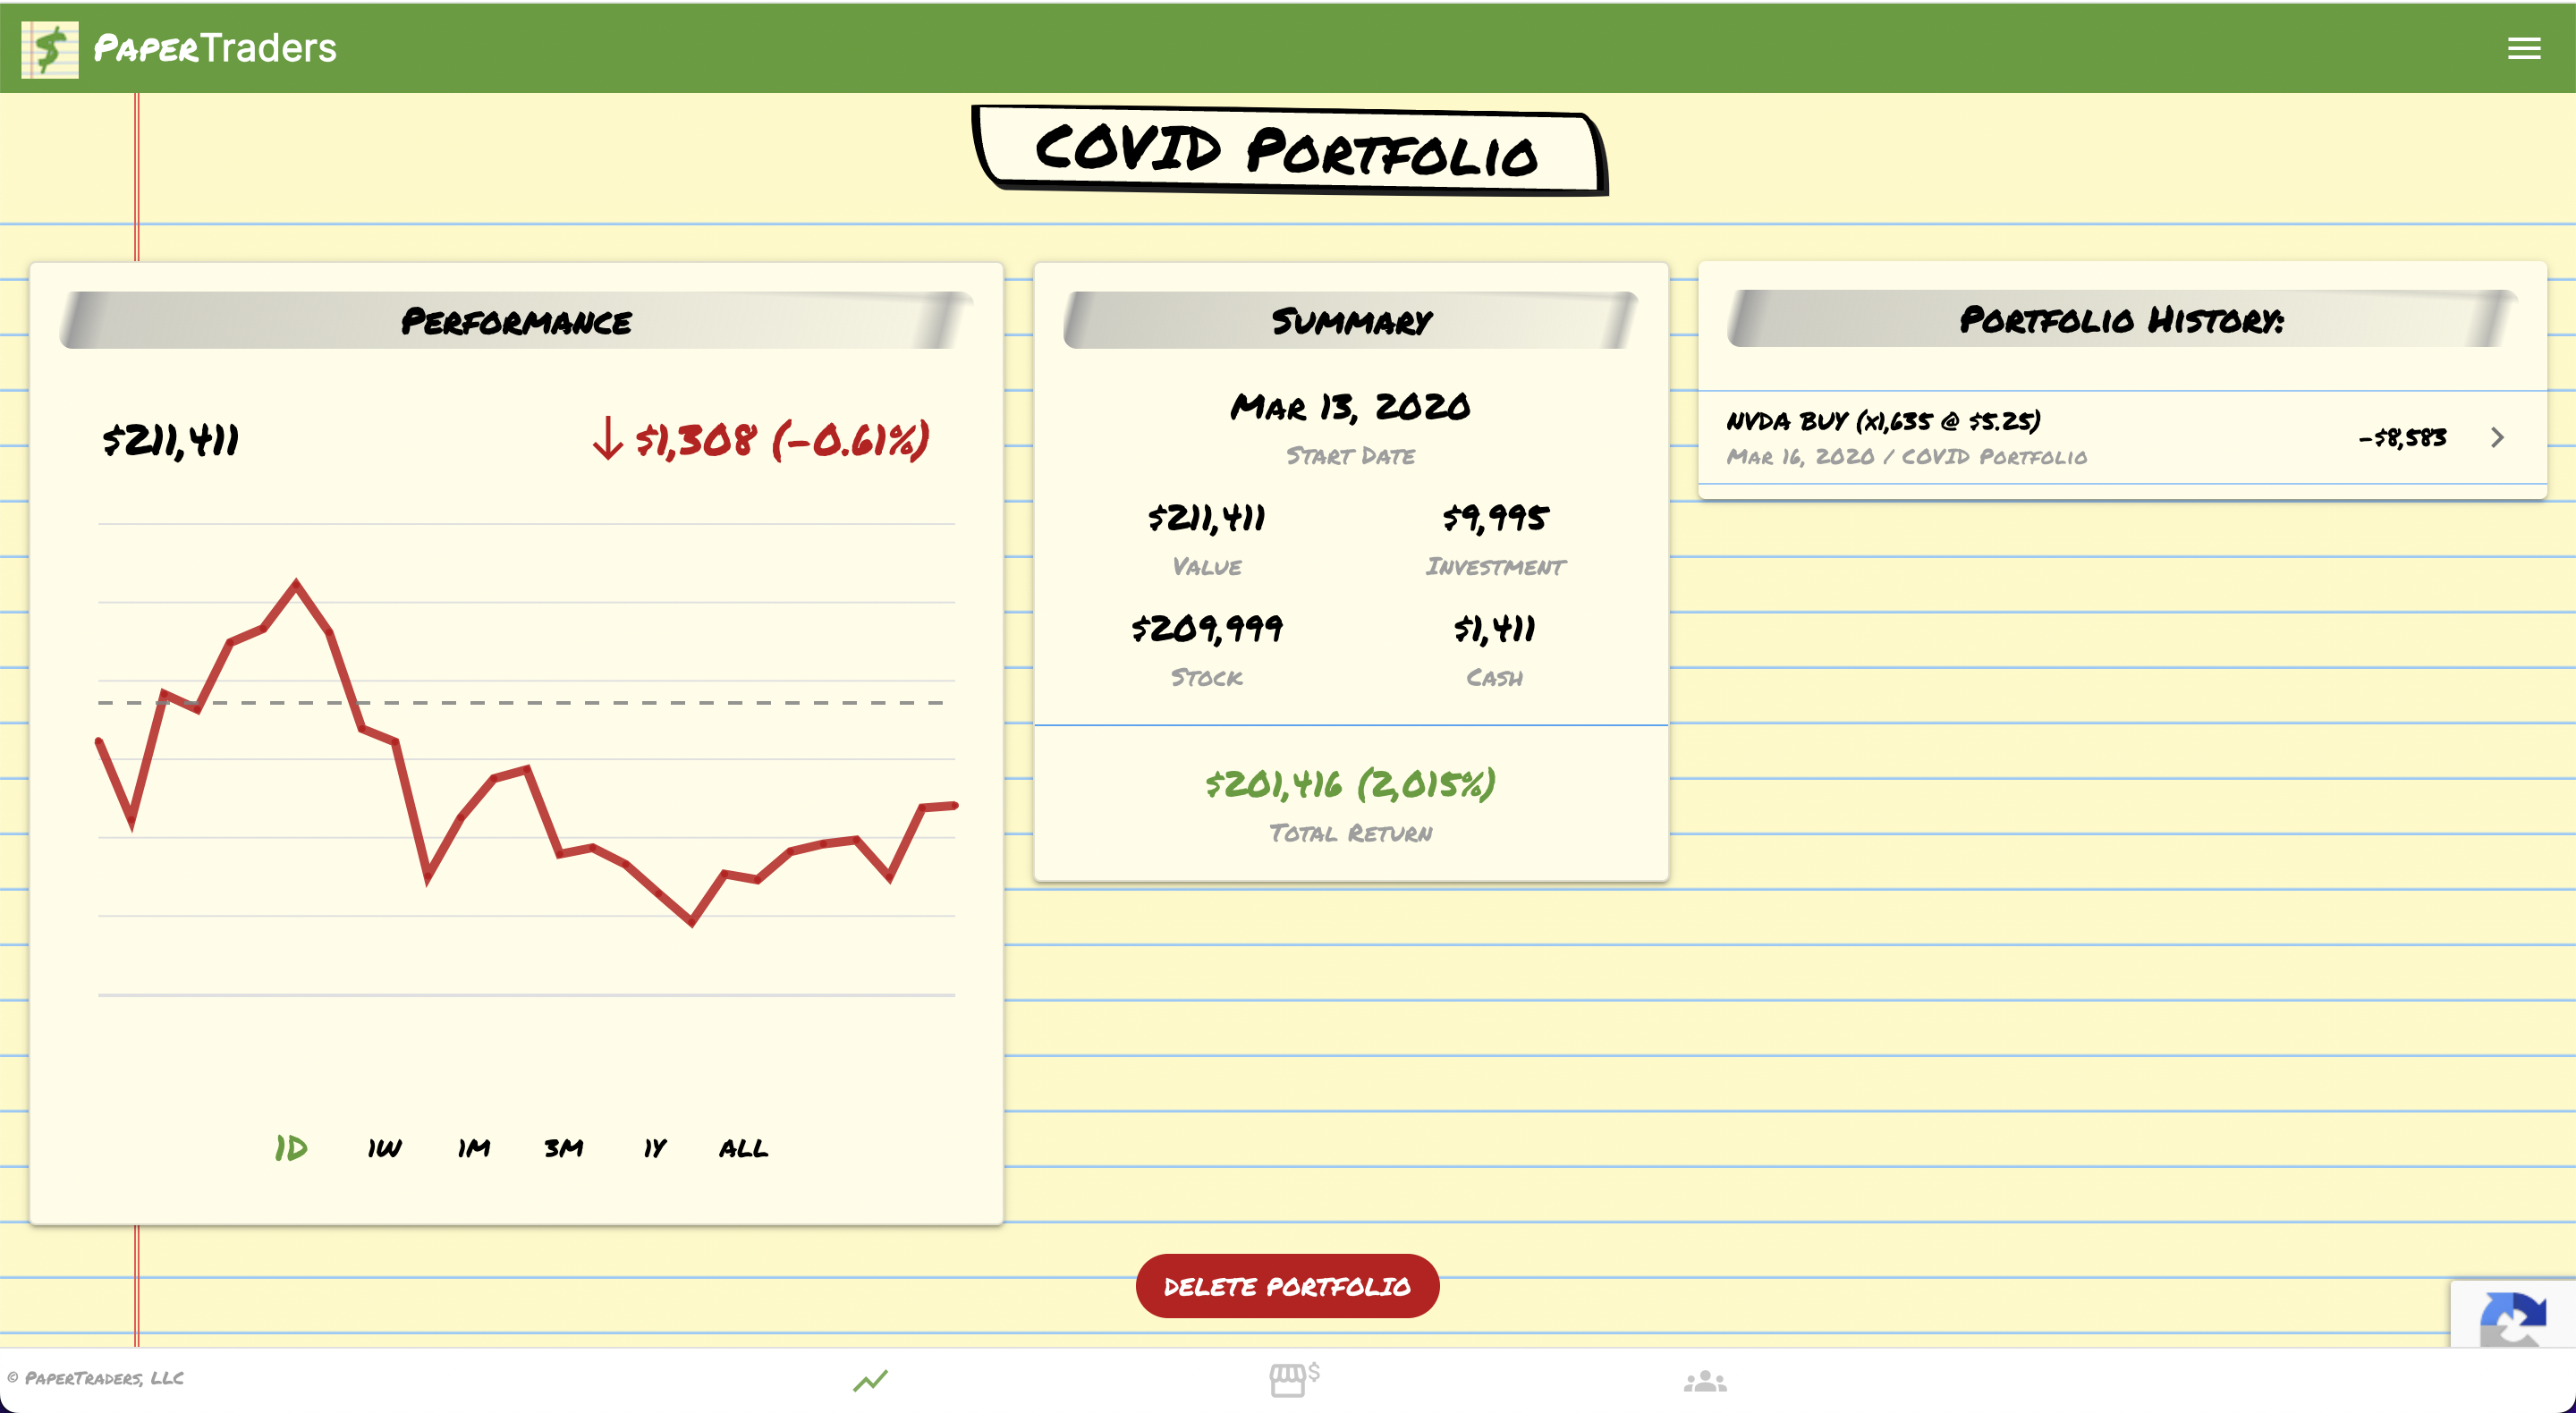 PaperTraders
COVID Portfolio
Performance
$211,411
↓ $1,308 (-0.61%)
1D 1W 1M 3M 1Y ALL
Summary
Mar 13, 2020
Start Date
$211,411 $9,995
Value Investment
$209,999 $1,411
Stock Cash
$201,416 (2,015%)
Total Return
Portfolio History:
NVDA BUY (x1,635 @ $5.25)
-$8,583
Mar 16, 2020 / COVID Portfolio
DELETE PORTFOLIO
© PaperTraders, LLC